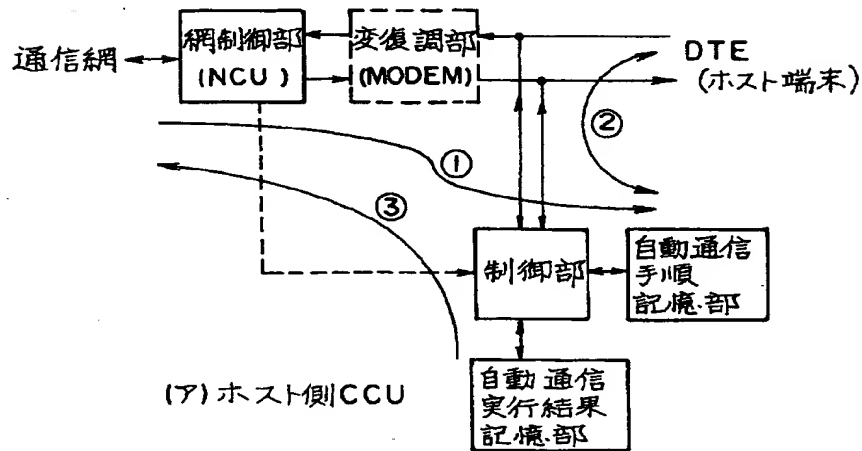 通信網
網制御部
(NCU)
変復調部
(MODEM)
DTE
(ホスト端末)
②
①
③
制御部
自動通信
手順
記憶部
自動通信
実行結果
記憶部
(ア)ホスト側CCU